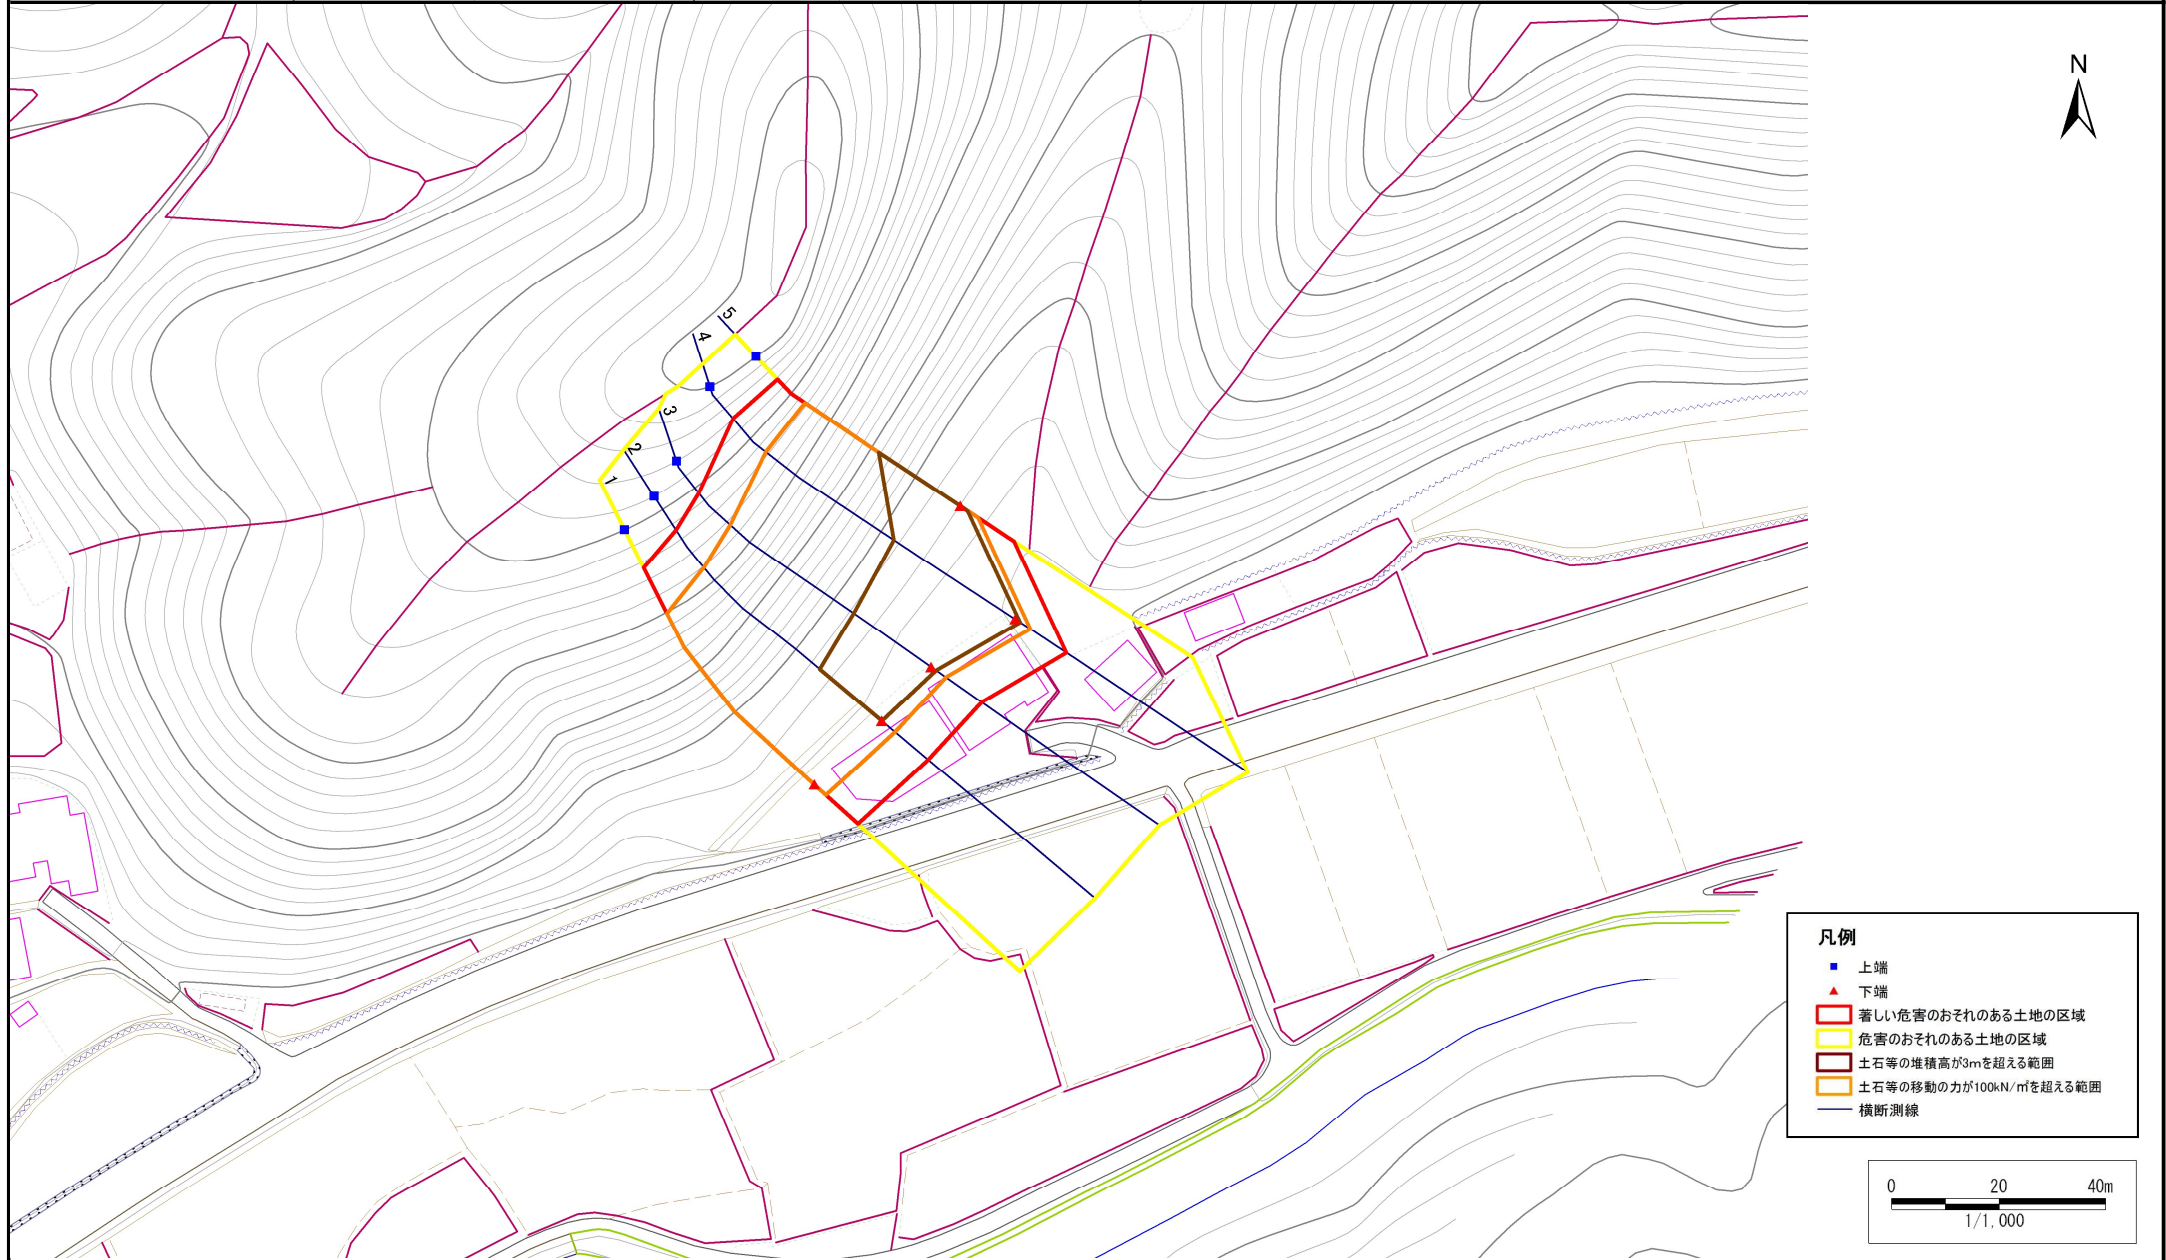 N
5
4
3
2
1
凡例
上端
下端
著しい危害のおそれのある土地の区域
危害のおそれのある土地の区域
土石等の堆積高が3mを超える範囲
土石等の移動の力が100kN/㎡を超える範囲
横断測線
0 20 40m
1/1,000